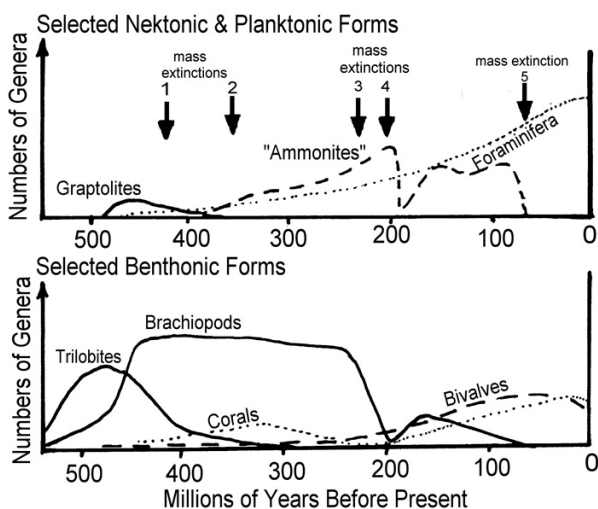 Selected Nektonic & Planktonic Forms
Numbers of Genera
mass
extinctions
1
2
mass
extinctions
3
4
mass extinction
5
"Ammonites"
Foraminifera
Graptolites
500
400
300
200
100
0
Selected Benthonic Forms
Numbers of Genera
Brachiopods
Trilobites
Corals
Bivalves
500
400
300
200
100
0
Millions of Years Before Present